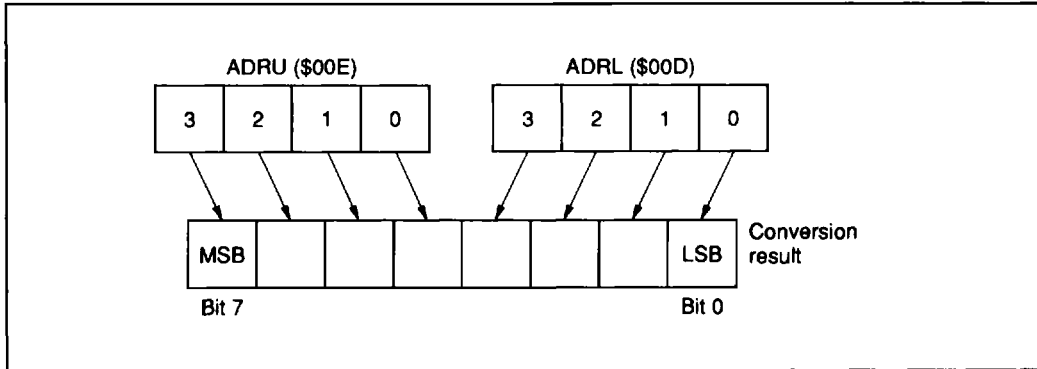 ADRU ($00E) ADRL ($00D)
3 2 1 0 3 2 1 0
MSB LSB Conversion
result
Bit 7 Bit 0